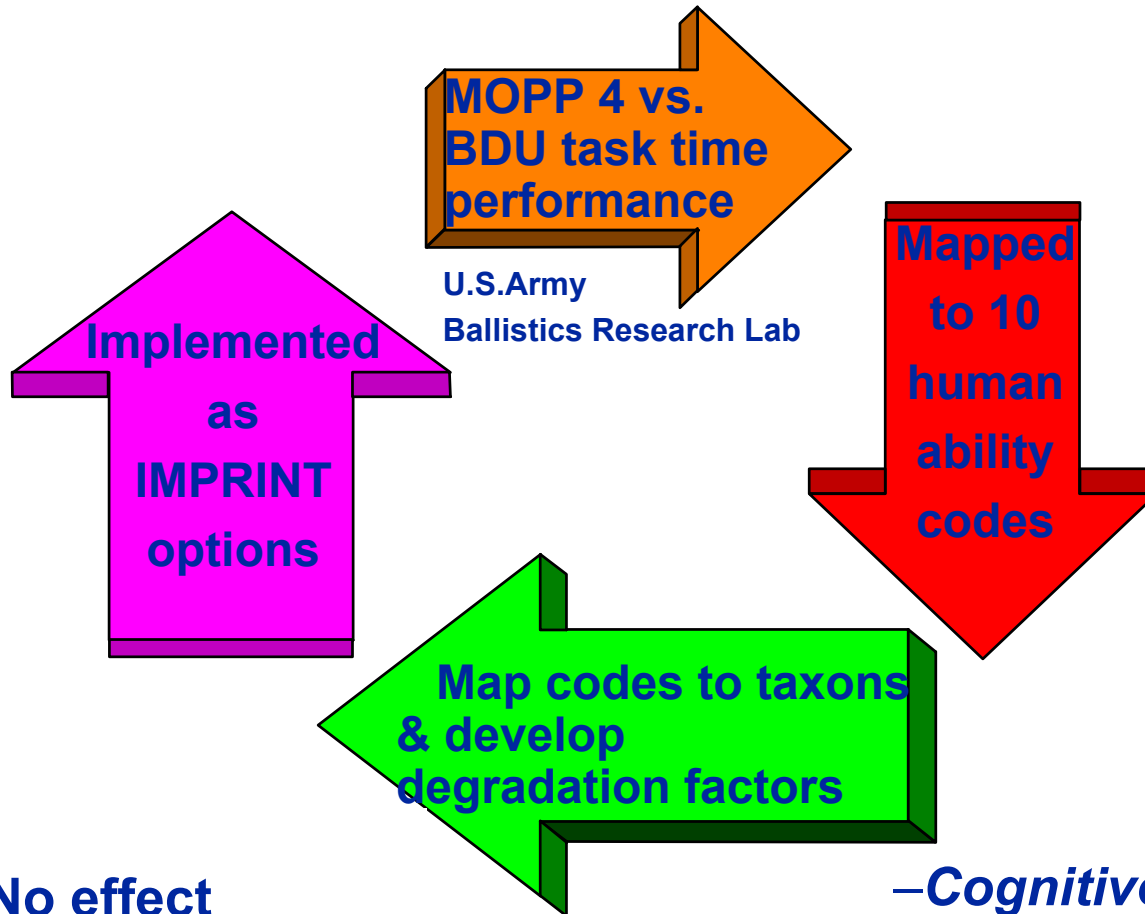 MOPP 4 vs.
BDU task time
performance
U.S.Army
Ballistics Research Lab
Mapped
to 10
human
ability
codes
Map codes to taxons
& develop
degradation factors
Implemented
as
IMPRINT
options
No effect
–Cognitive